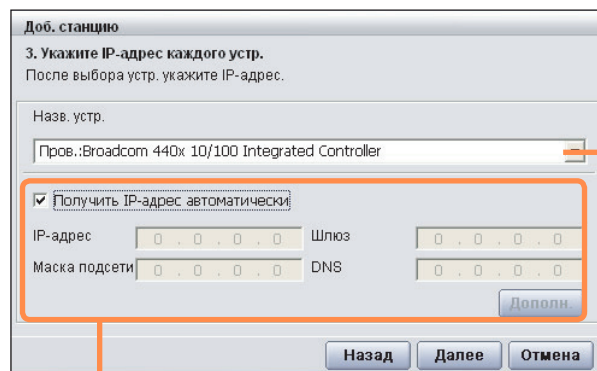 Доб. станцию
3. Укажите IP-адрес каждого устр.
После выбора устр. укажите IP-адрес.
Назв. устр.
Пров.:Broadcom 440x 10/100 Integrated Controller
Получить IP-адрес автоматически
IP-адрес 0 . 0 . 0 . 0 Шлюз 0 . 0 . 0 . 0
Маска подсети 0 . 0 . 0 . 0 DNS 0 . 0 . 0 . 0
Дополн.
Назад Далее Отмена